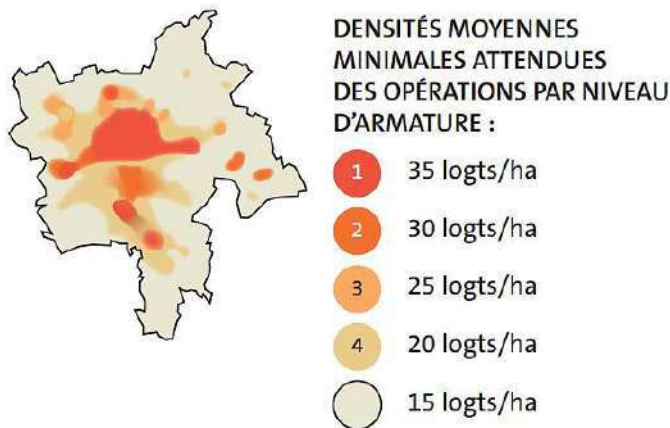 DENSITÉS MOYENNES
MINIMALES ATTENDUES
DES OPÉRATIONS PAR NIVEAU
D’ARMATURE :
1 35 logts/ha
2 30 logts/ha
3 25 logts/ha
4 20 logts/ha
15 logts/ha